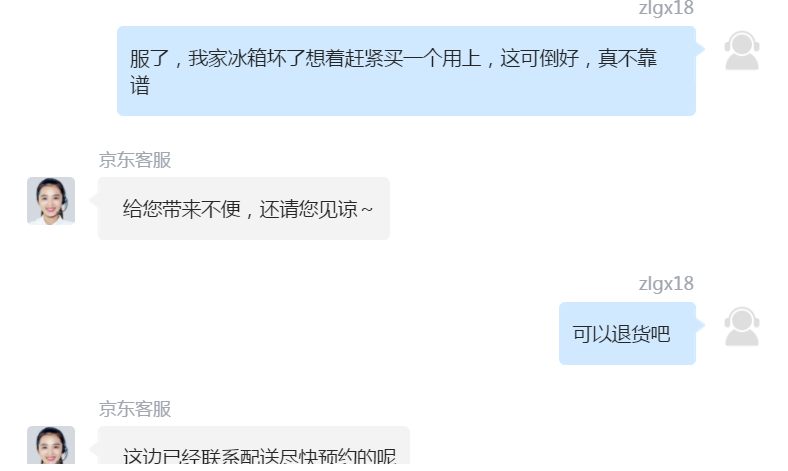 zlgx18
服了，我家冰箱坏了想着赶紧买一个用上，这可倒好，真不靠
谱
京东客服
给您带来不便，还请您见谅～
zlgx18
可以退货吧
京东客服
这边已经联系配送尽快预约的呢